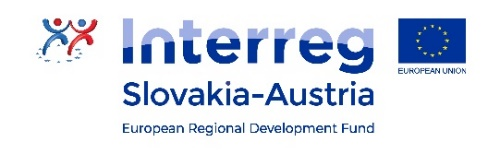 Interreg
EUROPEAN UNION
Slovakia-Austria
European Regional Development Fund